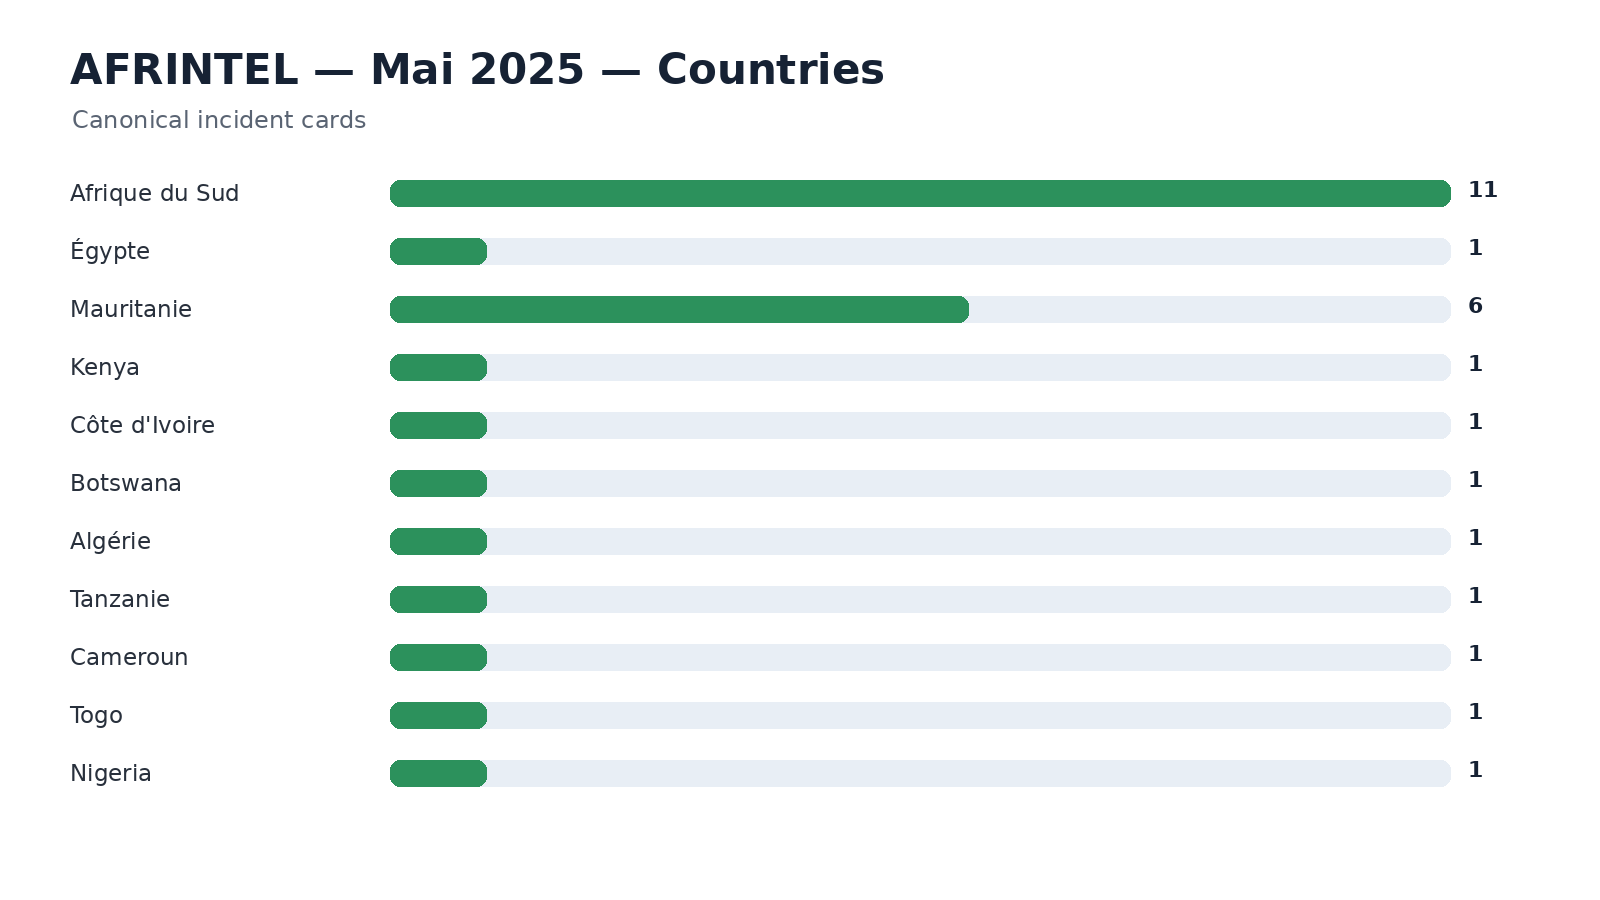 AFRINTEL — Mai 2025 — Countries
Canonical incident cards
Afrique du Sud 11
Égypte 1
Mauritanie 6
Kenya 1
Côte d'Ivoire 1
Botswana 1
Algérie 1
Tanzanie 1
Cameroun 1
Togo 1
Nigeria 1